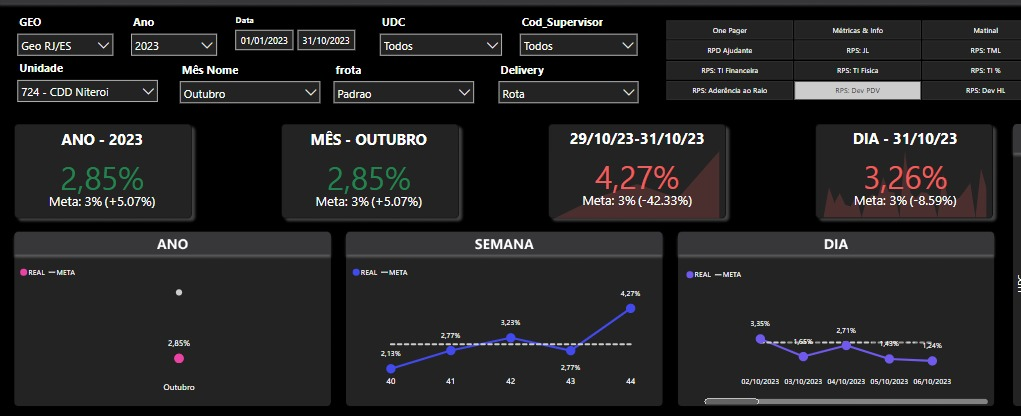 GEO
Ano
Data
UDC
Cod_Supervisor
Geo RJ/ES
2023
01/01/2023
31/10/2023
Todos
Todos
Unidade
Mês Nome
frota
Delivery
724 - CDD Niteroi
Outubro
Padrao
Rota
One Pager
Métricas & Info
Matinal
RPD Ajudante
RPS: JL
RPS: TML
RPS: TI Financeira
RPS: TI Fisica
RPS: TI %
RPS: Aderência ao Raio
RPS: Dev PDV
RPS: Dev HL
ANO - 2023
2,85%
Meta: 3% (+5.07%)
MÊS - OUTUBRO
2,85%
Meta: 3% (+5.07%)
29/10/23-31/10/23
4,27%
Meta: 3% (-42.33%)
DIA - 31/10/23
3,26%
Meta: 3% (-8.59%)
ANO
REAL
META
2,85%
Outubro
SEMANA
REAL
META
2,13%
2,77%
3,23%
2,77%
4,27%
40
41
42
43
44
DIA
REAL
META
3,35%
1,65%
2,71%
1,43%
1,24%
02/10/2023
03/10/2023
04/10/2023
05/10/2023
06/10/2023